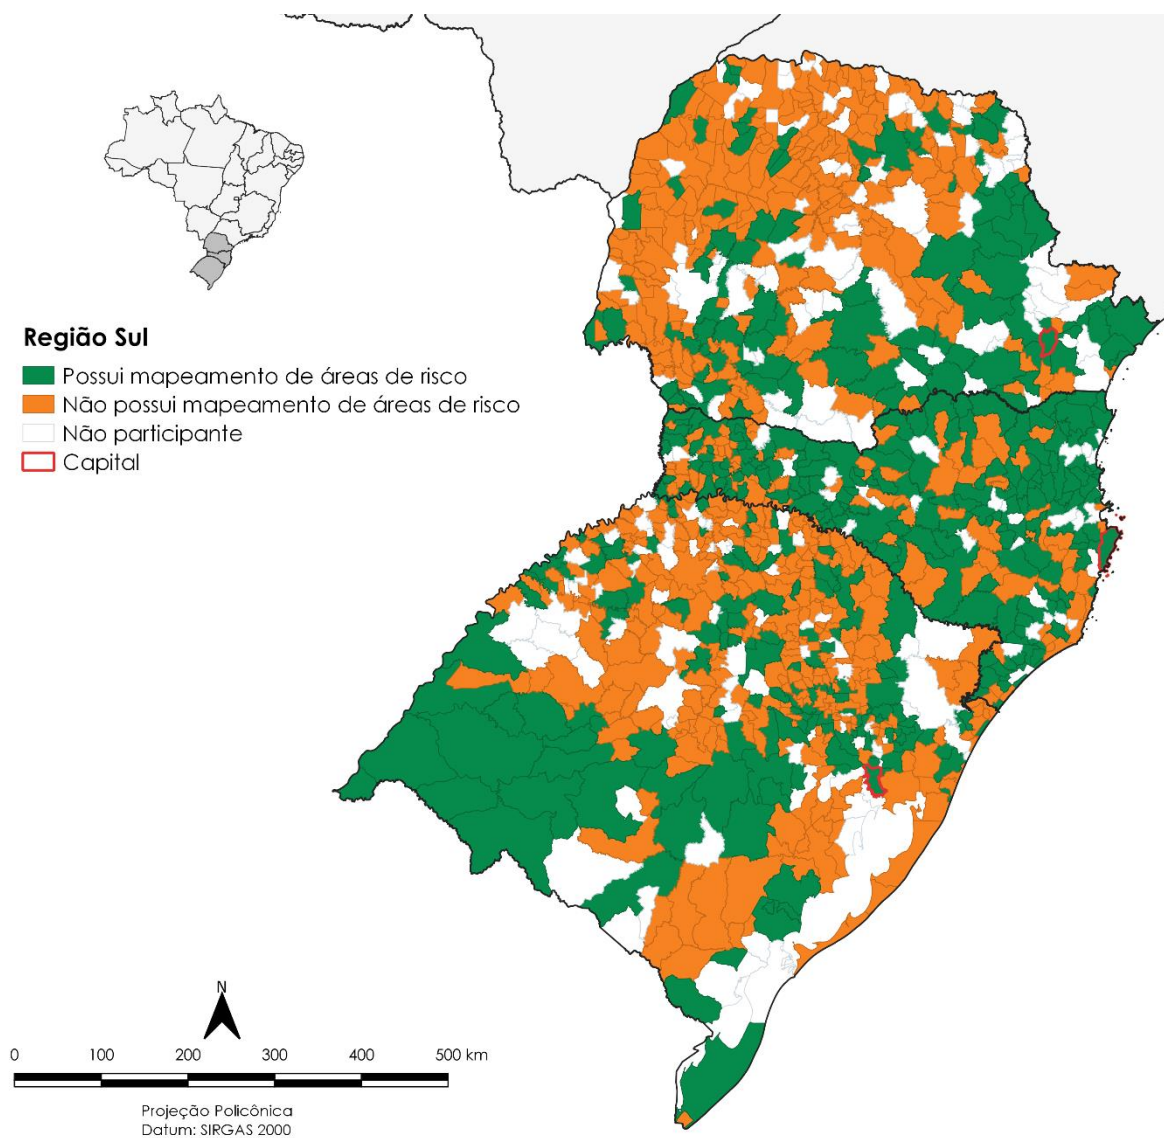 Região Sul
Possui mapeamento de áreas de risco
Não possui mapeamento de áreas de risco
Não participante
Capital
N
0 100 200 300 400 500 km
Projeção Policônica
Datum: SIRGAS 2000